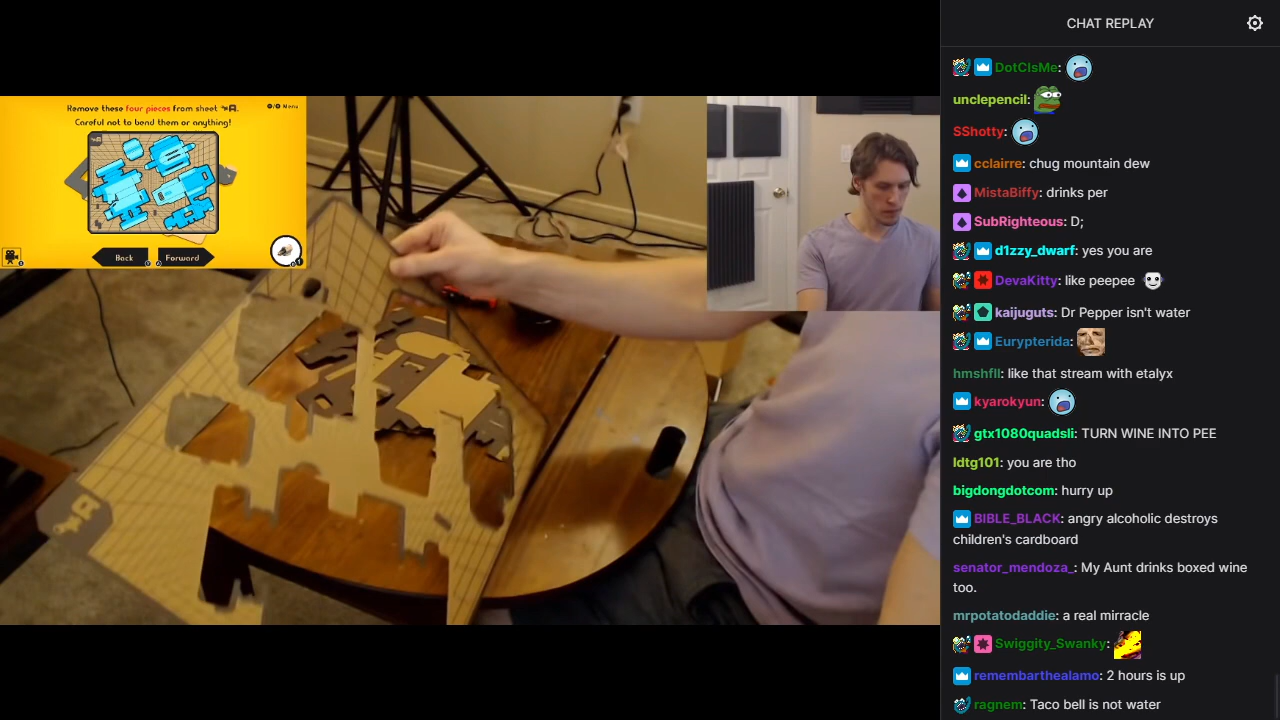 Remove these four pieces from sheet
Careful not to bend them or anything!
Menu
Back
Forward
CHAT REPLAY
DotCIsMe:
unclepencil:
SShotty:
cclairre: chug mountain dew
MistaBiffy: drinks per
SubRighteous: D;
d1zzy_dwarf: yes you are
DevaKitty: like peepee
kaijuguts: Dr Pepper isn't water
Eurypterida:
hmshfll: like that stream with etalyx
kyarokyun:
gtx1080quadsli: TURN WINE INTO PEE
ldtg101: you are tho
bigdongdotcom: hurry up
BIBLE_BLACK: angry alcoholic destroys
children's cardboard
senator_mendoza_: My Aunt drinks boxed wine
too.
mrpotatodaddie: a real mirracle
Swiggity_Swanky:
remembarthealamo: 2 hours is up
ragnem: Taco bell is not water